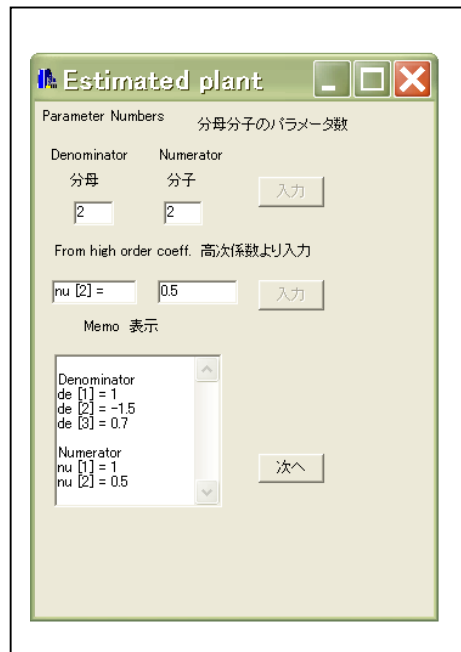 Estimated plant
Parameter Numbers 分母分子のパラメータ数
Denominator Numerator
分母 分子
2 2 入力
From high order coeff. 高次係数より入力
nu [2] = 0.5 入力
Memo 表示
Denominator
de [1] = 1
de [2] = -1.5
de [3] = 0.7
Numerator
nu [1] = 1
nu [2] = 0.5
次へ